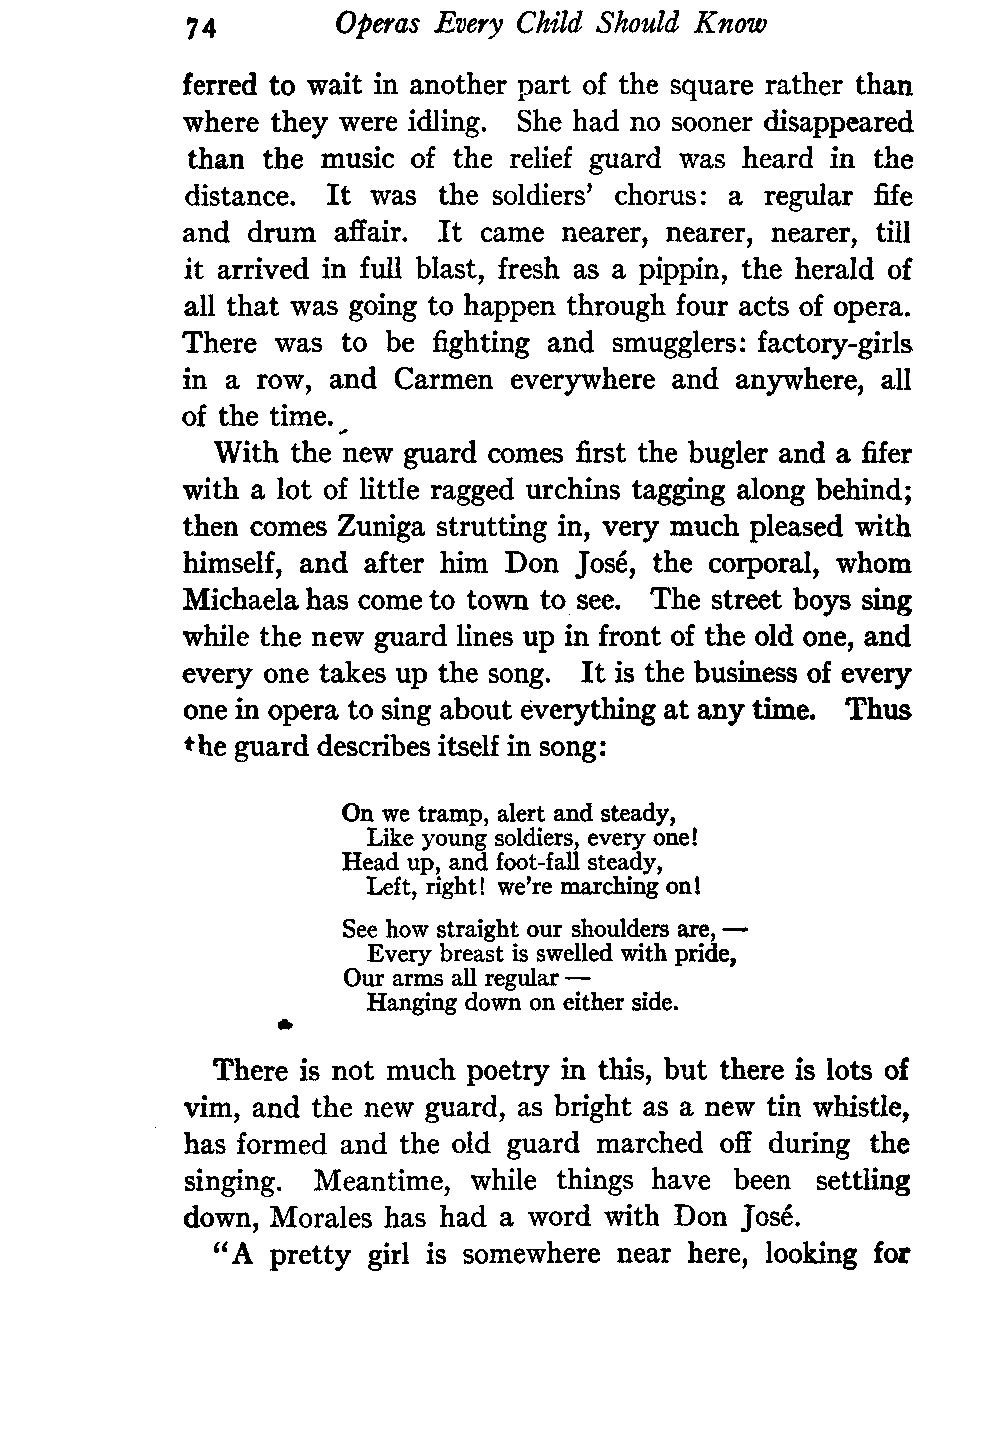 74 Operas Every Child Should Know
ferred to wait in another part of the square rather than
where they were idling. She had no sooner disappeared
than the music of the relief guard was heard in the
distance. It was the soldiers' chorus: a regular fife
and drum affair. It came nearer, nearer, nearer, till
it arrived in full blast, fresh as a pippin, the herald of
all that was going to happen through four acts of opera.
There was to be fighting and smugglers: factory-girls
in a row, and Carmen everywhere and anywhere, all
of the time.
With the new guard comes first the bugler and a fifer
with a lot of little ragged urchins tagging along behind;
then comes Zuniga strutting in, very much pleased with
himself, and after him Don José, the corporal, whom
Michaela has come to town to see. The street boys sing
while the new guard lines up in front of the old one, and
every one takes up the song. It is the business of every
one in opera to sing about everything at any time. Thus
the guard describes itself in song:
On we tramp, alert and steady,
Like young soldiers, every one!
Head up, and foot-fall steady,
Left, right! we're marching on!
See how straight our shoulders are, —
Every breast is swelled with pride,
Our arms all regular —
Hanging down on either side.
There is not much poetry in this, but there is lots of
vim, and the new guard, as bright as a new tin whistle,
has formed and the old guard marched off during the
singing. Meantime, while things have been settling
down, Morales has had a word with Don José.
"A pretty girl is somewhere near here, looking for